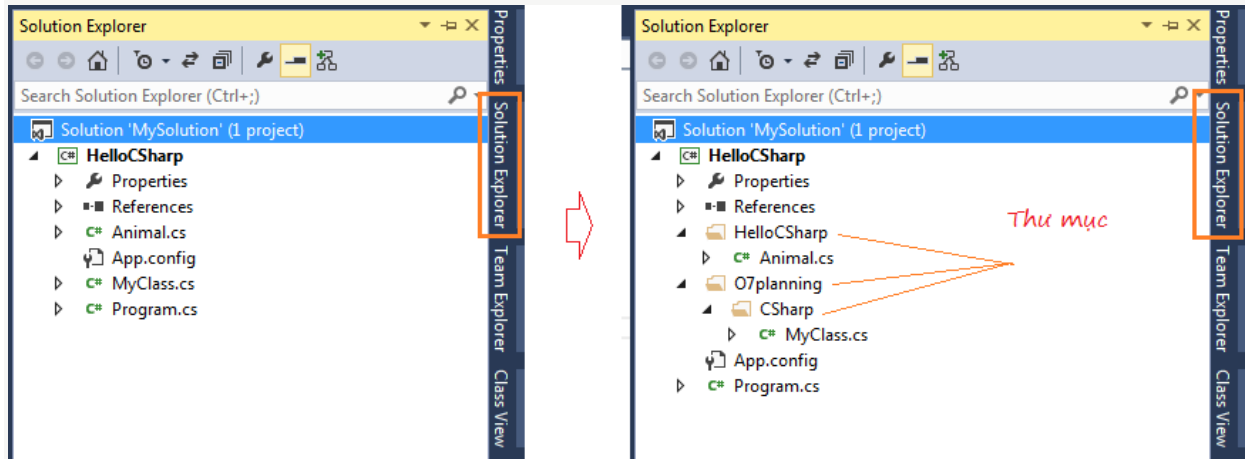 Solution Explorer
Search Solution Explorer (Ctrl+;)
Solution 'MySolution' (1 project)
C# HelloCSharp
Properties
References
C# Animal.cs
App.config
C# MyClass.cs
C# Program.cs
Properties
Solution Explorer
Team Explorer
Class View
Solution Explorer
Search Solution Explorer (Ctrl+;)
Solution 'MySolution' (1 project)
C# HelloCSharp
Properties
References
HelloCSharp
C# Animal.cs
O7planning
CSharp
C# MyClass.cs
App.config
C# Program.cs
Thư mục
Properties
Solution Explorer
Team Explorer
Class View